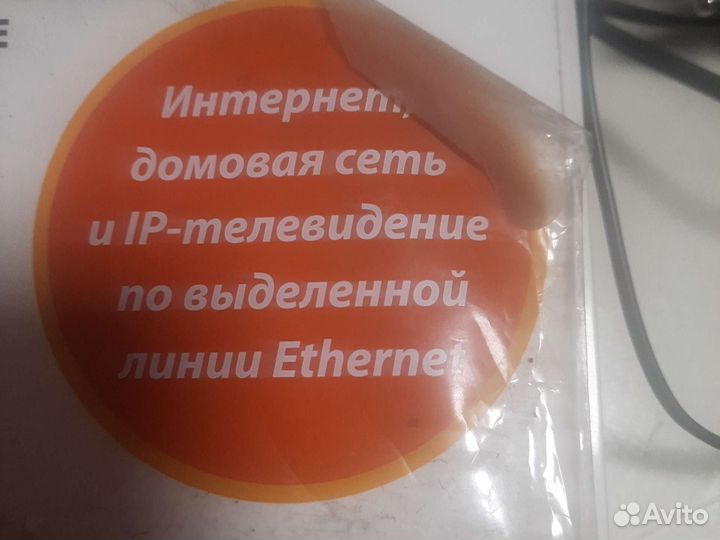 Е
Интернет,
домовая сеть
и IP-телевидение
по выделенной
линии Ethernet
Avito